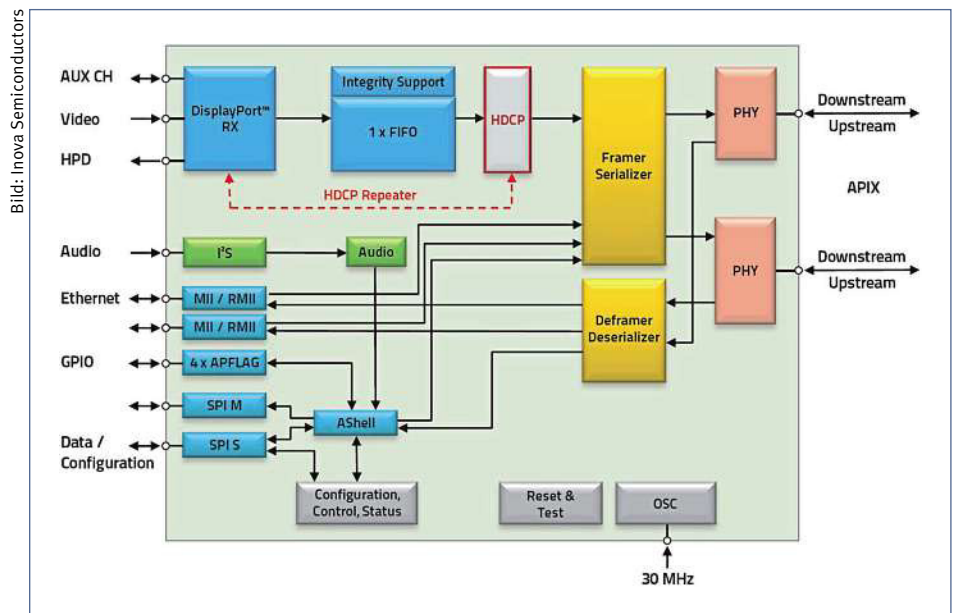 Bild: Inova Semiconductors
AUX CH
Video
HPD
DisplayPort™
RX
Integrity Support
1 x FIFO
HDCP
HDCP Repeater
Framer
Serializer
PHY
Downstream
Upstream
APIX
Audio
I²S
Audio
Ethernet
MII / RMII
MII / RMII
PHY
Downstream
Upstream
Deframer
Deserializer
GPIO
4 x APFLAG
SPI M
AShell
Data /
Configuration
SPI S
Configuration,
Control, Status
Reset &
Test
OSC
30 MHz